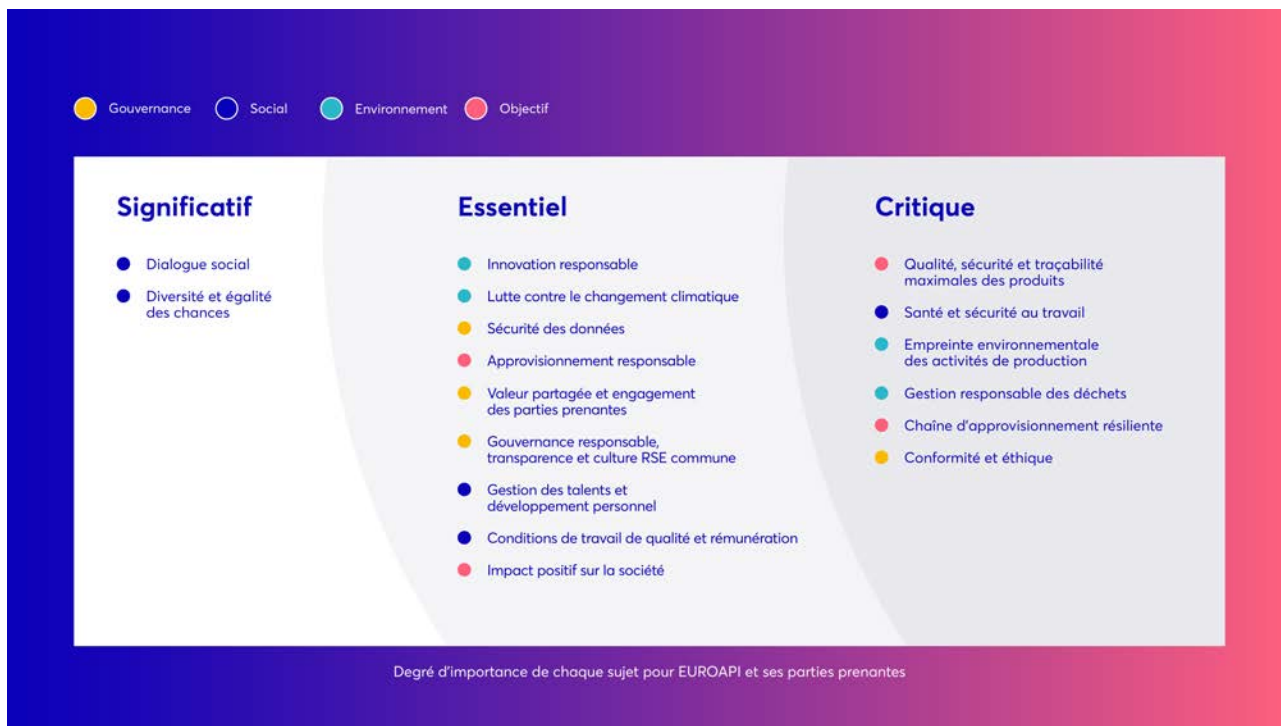 Gouvernance
Social
Environnement
Objectif
Significatif
Dialogue social
Diversité et égalité
des chances
Essentiel
Innovation responsable
Lutte contre le changement climatique
Sécurité des données
Approvisionnement responsable
Valeur partagée et engagement
des parties prenantes
Gouvernance responsable,
transparence et culture RSE commune
Gestion des talents et
développement personnel
Conditions de travail de qualité et rémunération
Impact positif sur la société
Critique
Qualité, sécurité et traçabilité
maximales des produits
Santé et sécurité au travail
Empreinte environnementale
des activités de production
Gestion responsable des déchets
Chaîne d'approvisionnement résiliente
Conformité et éthique
Degré d'importance de chaque sujet pour EUROAPI et ses parties prenantes